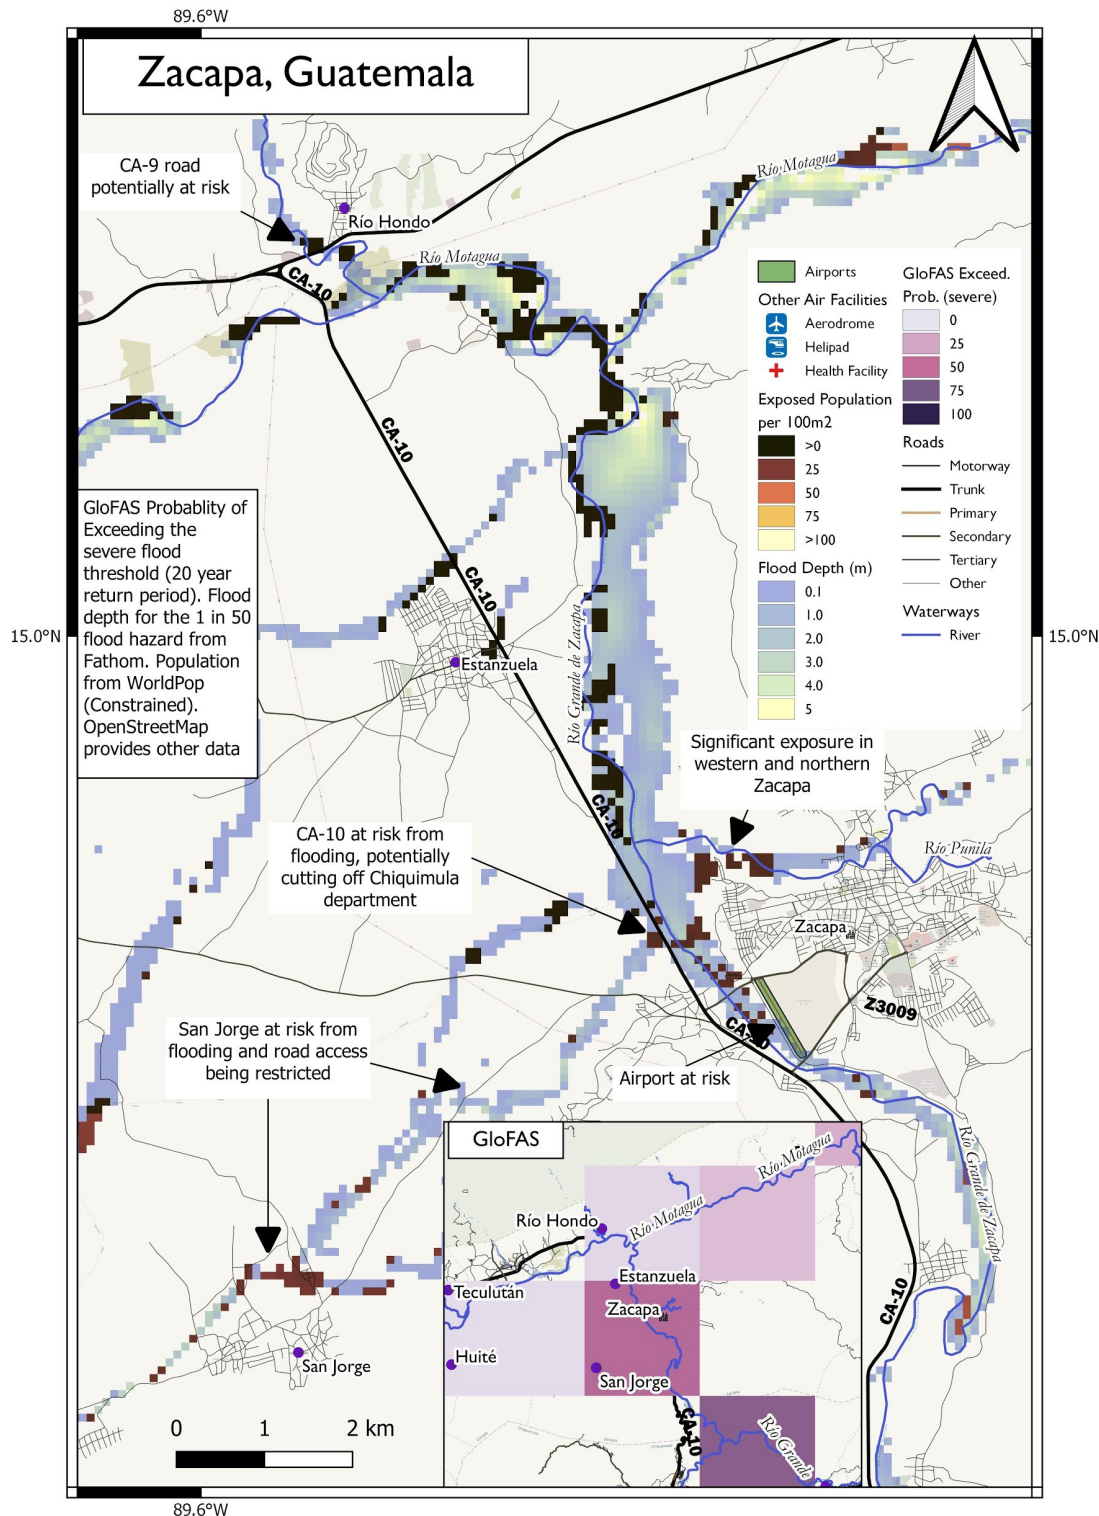 89.6°W
Zacapa, Guatemala
CA-9 road
potentially at risk
Río Hondo
Río Motagua
Río Motagua
CA-10
CA-10
CA-10
CA-10
CA-10
CA-10
Airports
Other Air Facilities
Aerodrome
Helipad
Health Facility
Exposed Population
per 100m2
>0
25
50
75
>100
Flood Depth (m)
0.1
1.0
2.0
3.0
4.0
5
GloFAS Exceed.
Prob. (severe)
0
25
50
75
100
Roads
Motorway
Trunk
Primary
Secondary
Tertiary
Other
Waterways
River
GloFAS Probablity of
Exceeding the
severe flood
threshold (20 year
return period). Flood
depth for the 1 in 50
flood hazard from
Fathom. Population
from WorldPop
(Constrained).
OpenStreetMap
provides other data
15.0°N
15.0°N
Estanzuela
Río Grande de Zacapa
Significant exposure in
western and northern
Zacapa
CA-10 at risk from
flooding, potentially
cutting off Chiquimula
department
Río Punila
Zacapa
Z3009
San Jorge at risk from
flooding and road access
being restricted
Airport at risk
Río Grande de Zacapa
San Jorge
0 1 2 km
GloFAS
Río Motagua
Río Motagua
Río Hondo
Estanzuela
Teculután
Zacapa
Huité
San Jorge
CA-10
Río Grande
89.6°W